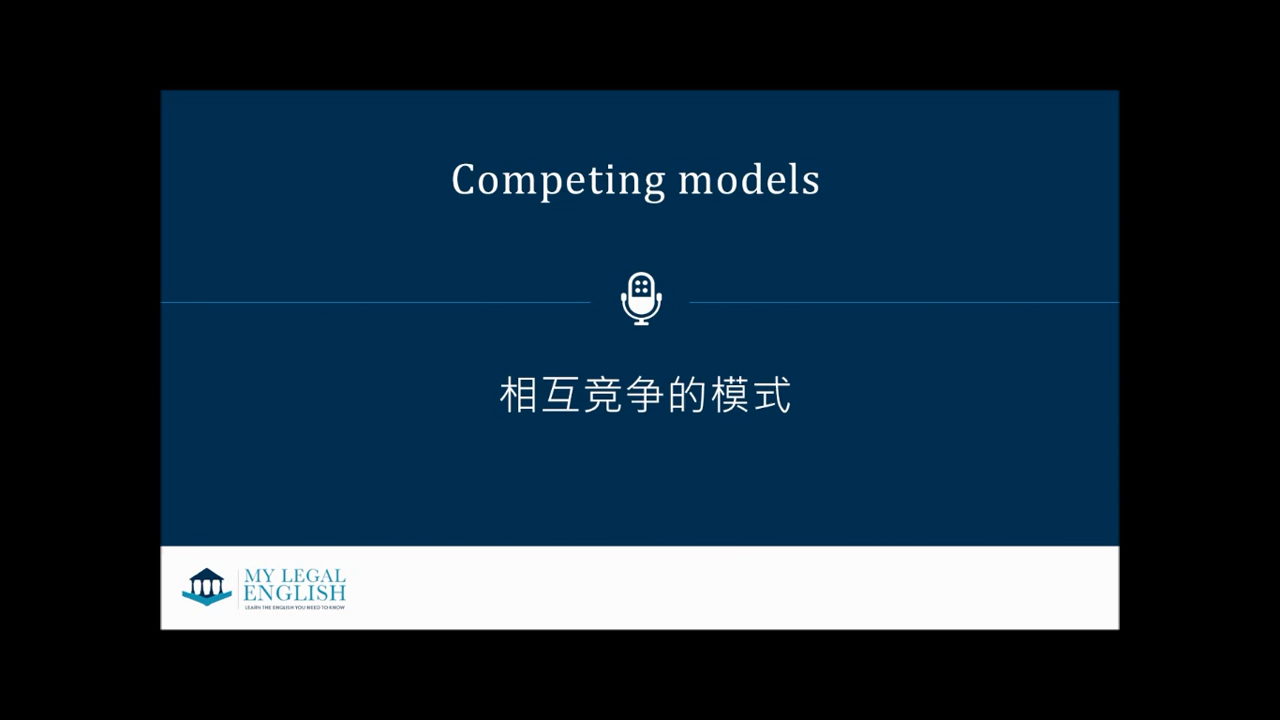 Competing models
相互竞争的模式
MY LEGAL
ENGLISH
LEARN THE ENGLISH YOU NEED TO KNOW